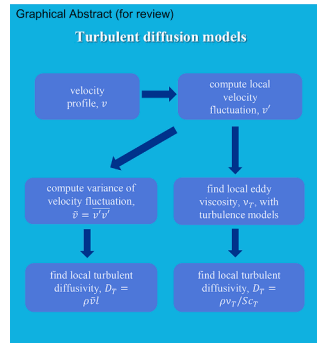 Graphical Abstract (for review)
Turbulent diffusion models
velocity
profile, v
compute local
velocity
fluctuation, v′
compute variance of
velocity fluctuation,
ṽ = \overline{v′v′}
find local eddy
viscosity, ν_T, with
turbulence models
find local turbulent
diffusivity, D_T =
ρṽl
find local turbulent
diffusivity, D_T =
ρν_T/Sc_T